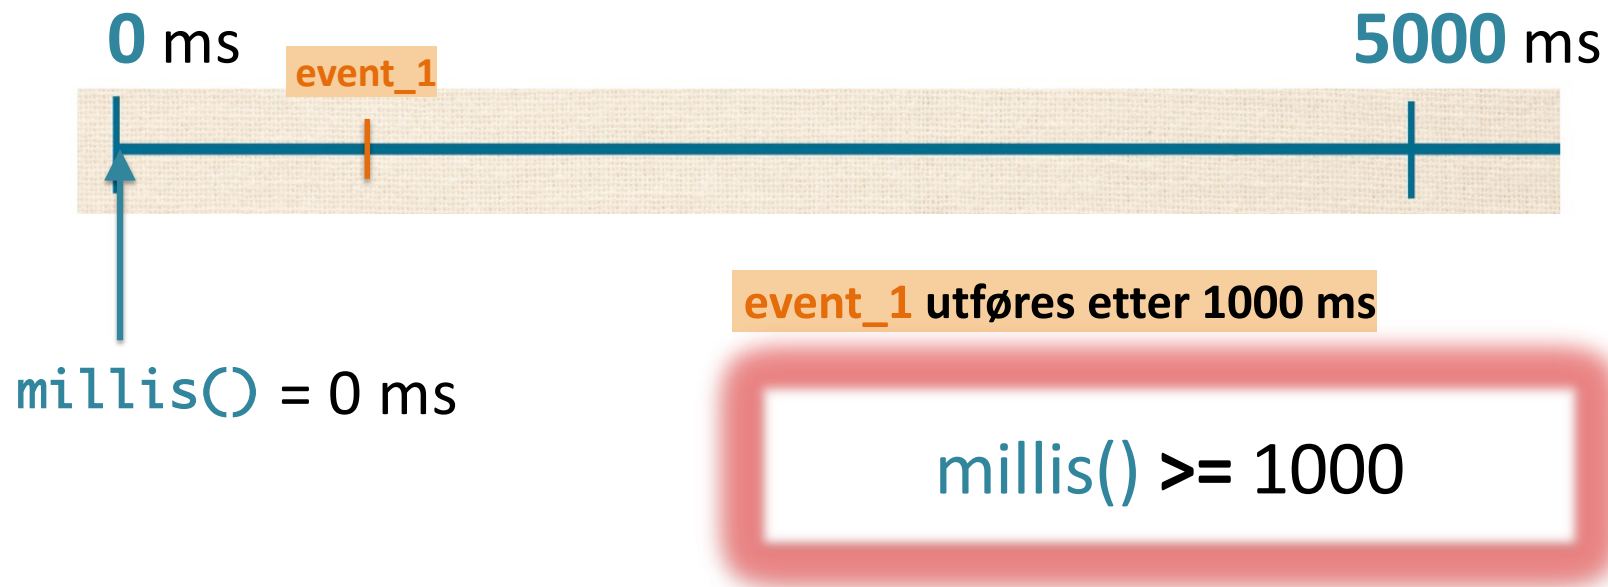 0 ms
5000 ms
event_1
event_1 utføres etter 1000 ms
millis() = 0 ms
millis() >= 1000